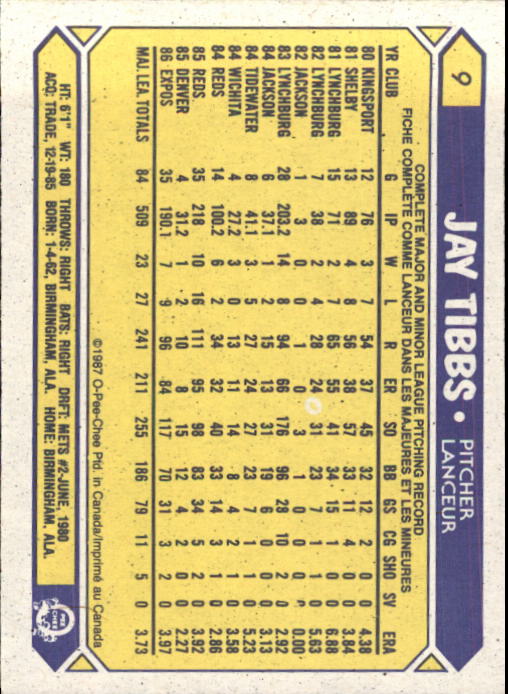 9
JAY TIBBS • PITCHER
LANCEUR
COMPLETE MAJOR AND MINOR LEAGUE PITCHING RECORD
FICHE COMPLÈTE COMME LANCEUR DANS LES MAJEURES ET LES MINEURES
YR CLUB G IP W L R ER SO BB GS CG SHO SV ERA
80 KINGSPORT 12 76 3 7 54 37 45 32 12 2 0 0 4.38
81 SHELBY 13 89 4 8 56 38 57 33 11 4 0 0 3.84
81 LYNCHBURG 15 71 2 7 65 55 41 34 15 1 0 0 6.88
82 LYNCHBURG 7 38 2 4 28 24 31 23 7 1 1 0 5.63
82 JACKSON 1 3 0 0 1 0 3 1 0 0 0 0 0.00
83 LYNCHBURG 28 203.2 14 8 94 66 176 96 28 10 2 0 2.92
84 JACKSON 6 37.1 2 5 15 13 31 19 6 0 0 0 3.13
84 TIDEWATER 8 41.1 3 1 27 24 27 23 7 1 1 0 5.23
84 WICHITA 4 27.2 3 0 13 11 14 8 4 2 1 0 3.58
84 REDS 14 100.2 6 2 34 32 40 33 14 3 1 0 2.86
85 REDS 35 218 10 16 111 95 98 83 34 5 2 0 3.92
85 DENVER 4 31.2 1 2 10 8 15 12 4 2 0 0 2.27
86 EXPOS 35 190.1 7 9 96 84 117 70 31 3 2 0 3.97
MAJ. LEA. TOTALS 84 509 23 27 241 211 255 186 79 11 5 0 3.73
©1987 O-Pee-Chee Ptd. in Canada/Imprimé au Canada
HT: 6'1" WT: 180 THROWS: RIGHT BATS: RIGHT DRFT: METS #2-JUNE, 1980
ACQ: TRADE, 12-19-85 BORN: 1-4-62, BIRMINGHAM, ALA. HOME: BIRMINGHAM, ALA.
O
PEE
CHEE